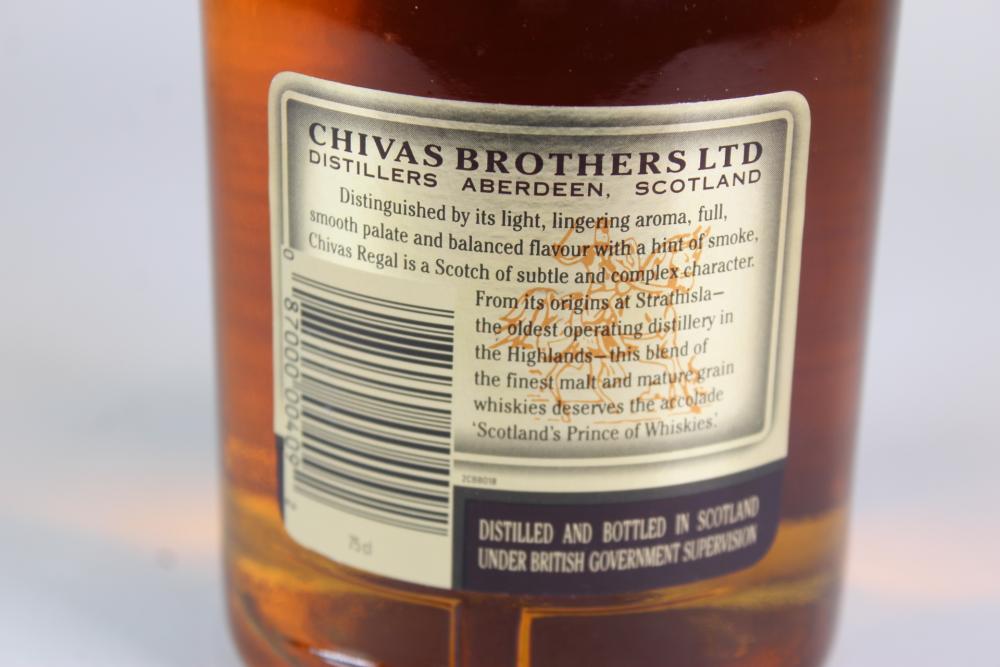 CHIVAS BROTHERS LTD
DISTILLERS ABERDEEN, SCOTLAND
Distinguished by its light, lingering aroma, full,
smooth palate and balanced flavour with a hint of smoke,
Chivas Regal is a Scotch of subtle and complex character.
From its origins at Strathisla–
the oldest operating distillery in
the Highlands–this blend of
the finest malt and mature grain
whiskies deserves the accolade
'Scotland's Prince of Whiskies.'
0 87000 00409 2
2CBB018
75cl
DISTILLED AND BOTTLED IN SCOTLAND
UNDER BRITISH GOVERNMENT SUPERVISION